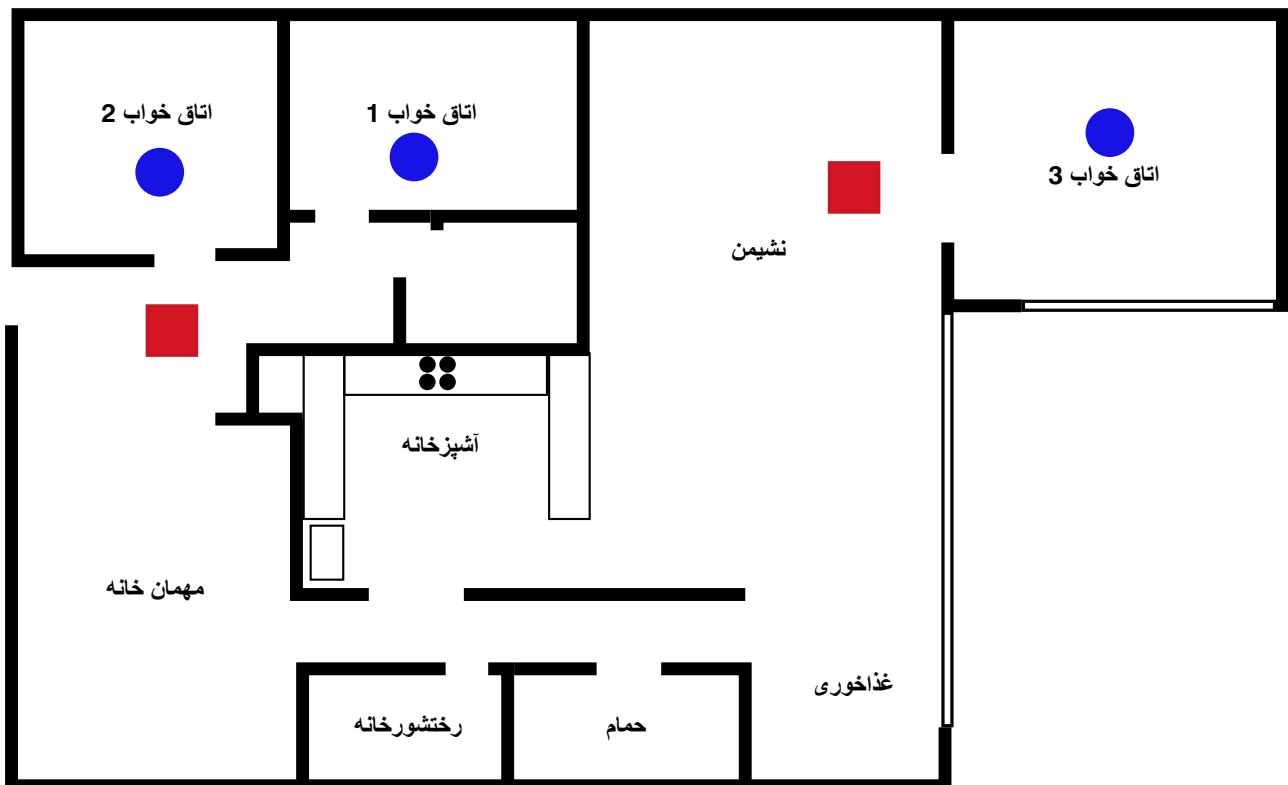 اتاق خواب 3
اتاق خواب 1
اتاق خواب 2
نشیمن
آشپزخانه
مهمان خانه
غذاخوری
حمام
رختشورخانه